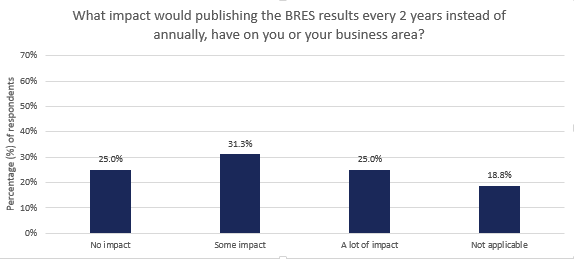 What impact would publishing the BRES results every 2 years instead of
annually, have on you or your business area?
Percentage (%) of respondents
70%
60%
50%
40%
30%
20%
10%
0%
25.0%
31.3%
25.0%
18.8%
No impact
Some impact
A lot of impact
Not applicable